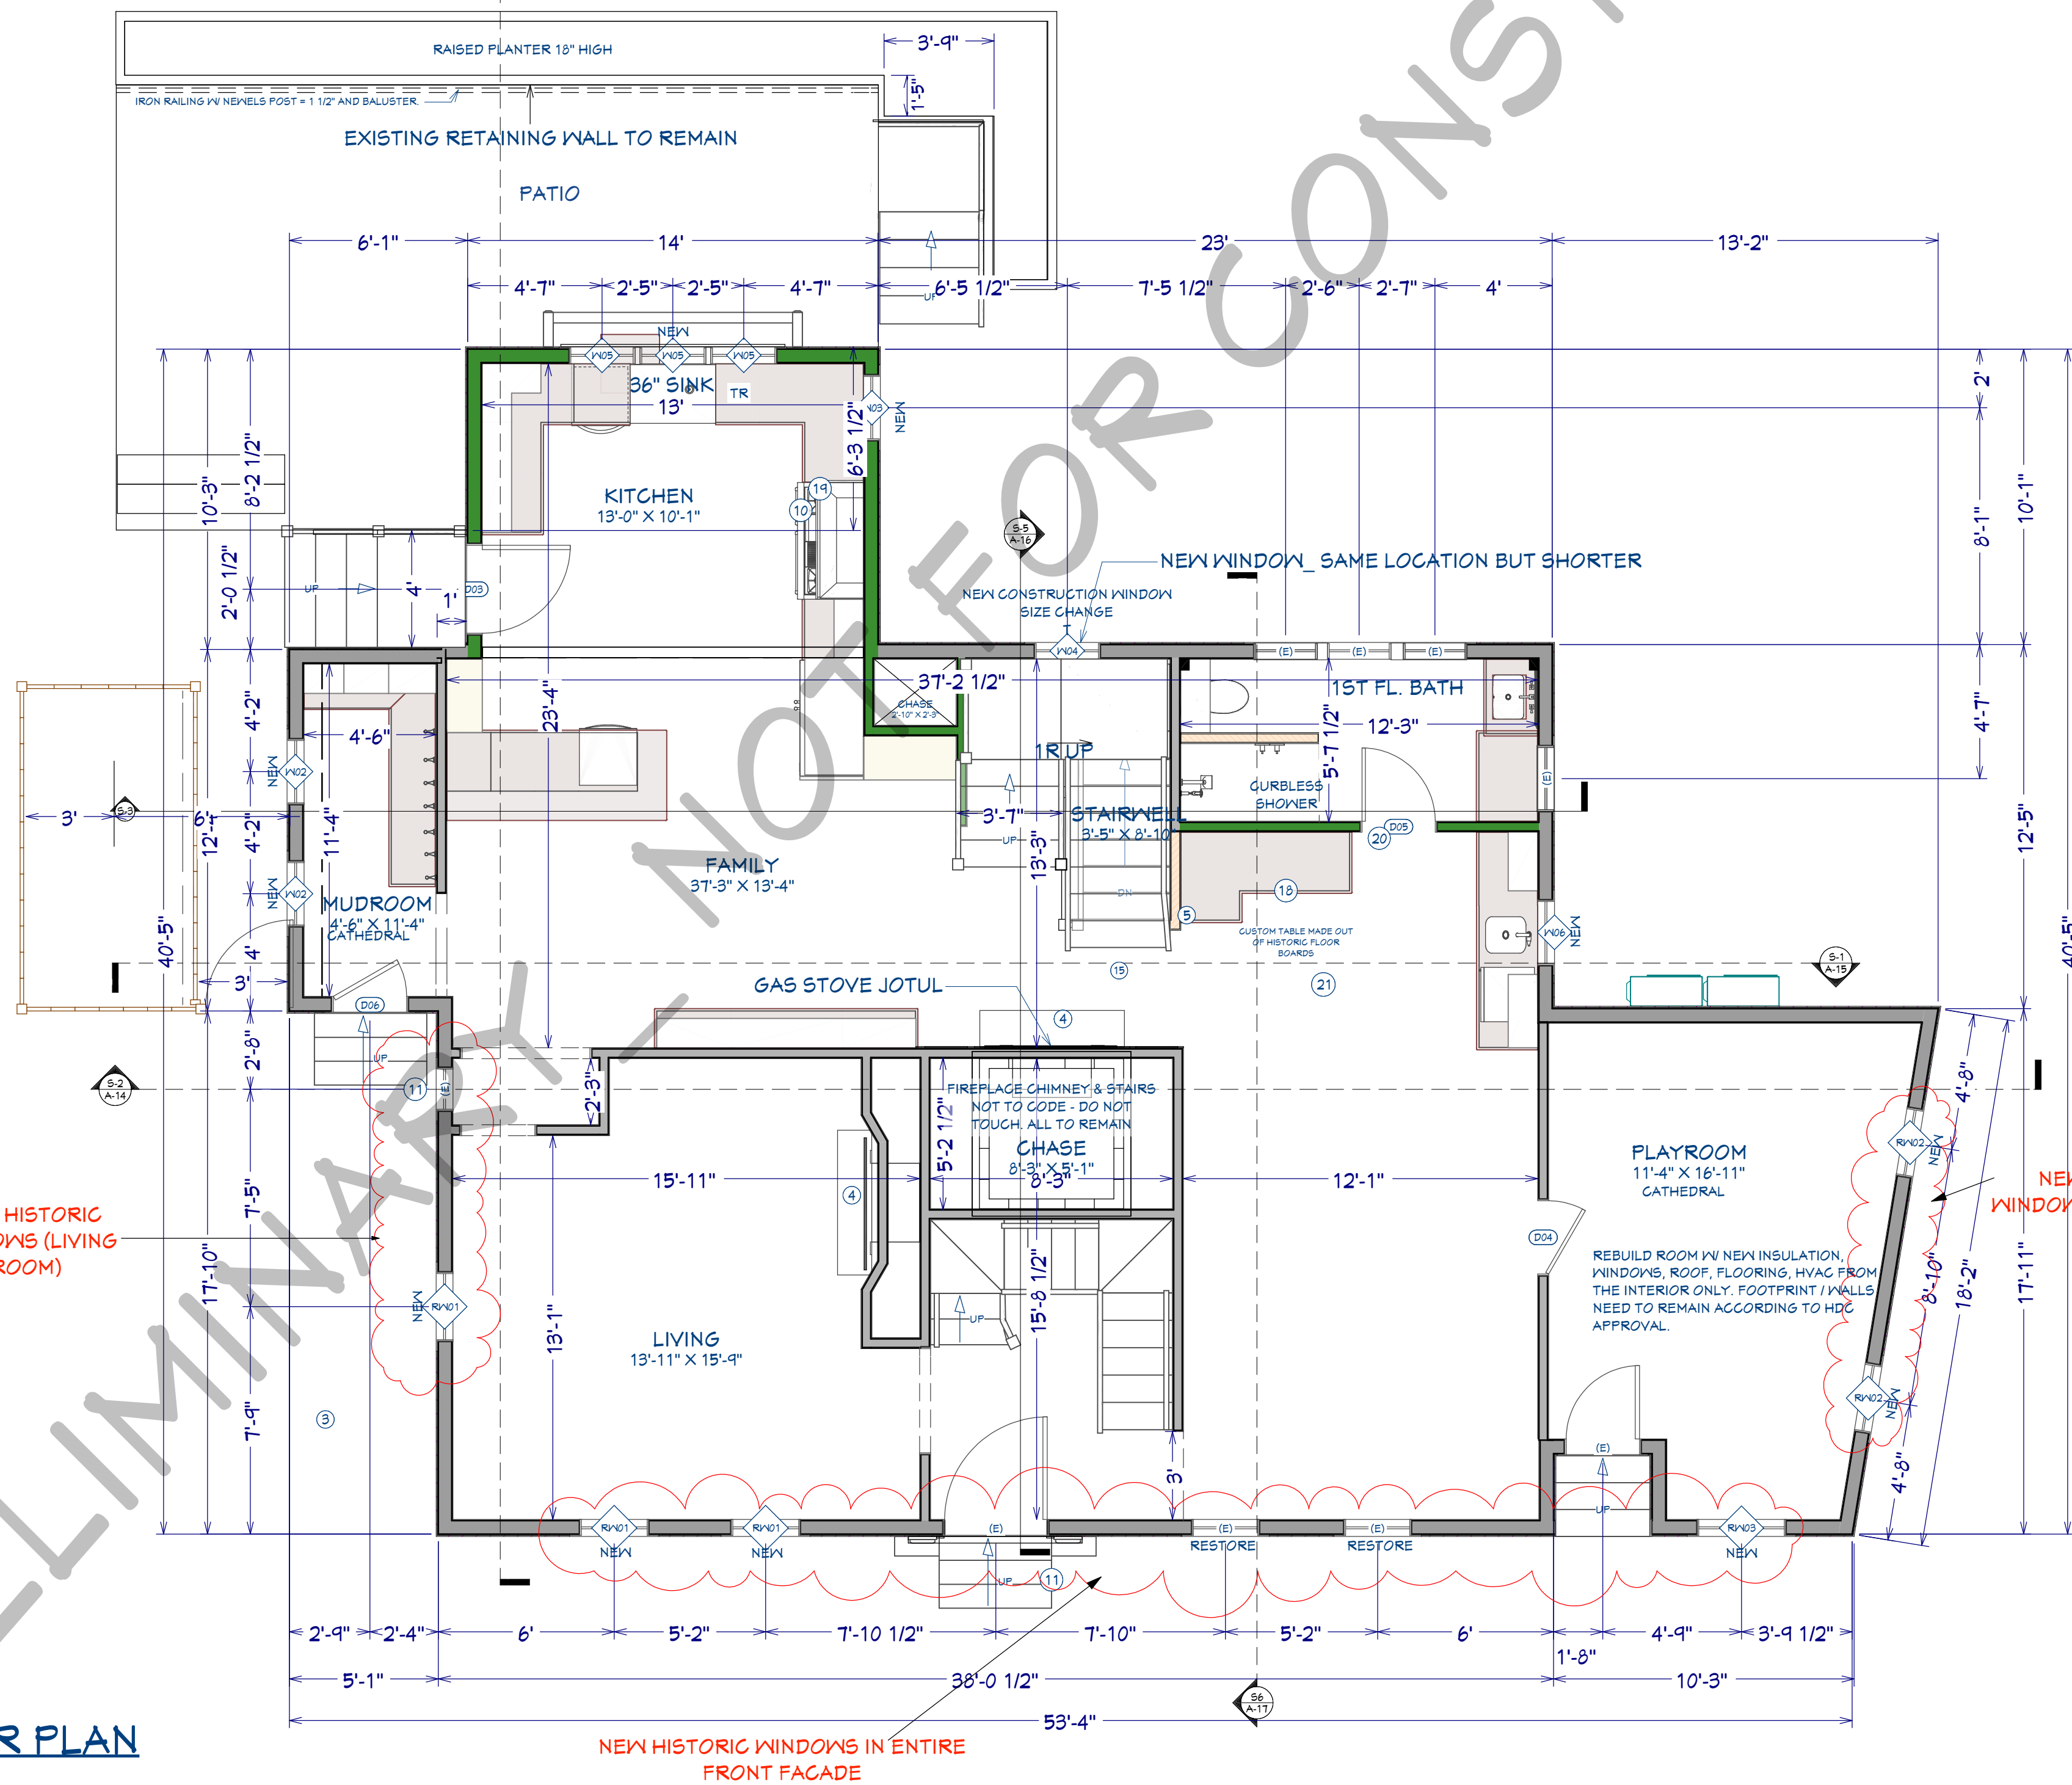 RAISED PLANTER 18" HIGH
3'-9"
1'-5"
IRON RAILING W/ NEWELS POST = 1 1/2" AND BALUSTER.
EXISTING RETAINING WALL TO REMAIN
PATIO
6'-1"
14'
23'
13'-2"
4'-7"
2'-5"
2'-5"
4'-7"
6'-5 1/2"
7'-5 1/2"
2'-6"
2'-7"
4'
UP
NEW
W05
W05
W05
36" SINK
TR
13'
W03
NEW
6'-3 1/2"
2'
10'-3"
8'-2 1/2"
KITCHEN
13'-0" X 10'-1"
19
10
8'-1"
10'-1"
S-5
A-16
NEW WINDOW_ SAME LOCATION BUT SHORTER
NEW CONSTRUCTION WINDOW
SIZE CHANGE
2'-0 1/2"
UP
4'
1'
D03
W04
(E)
(E)
(E)
37'-2 1/2"
1ST FL. BATH
CHASE
2'-10" X 2'-3"
12'-3"
4'-7"
4'-2"
4'-6"
23'-4"
5'-7 1/2"
1R UP
NEW
W02
(E)
CURBLESS
SHOWER
3'
S-3
6'
12'-4"
4'-2"
11'-4"
3'-7"
STAIRWELL
3'-5" X 8'-10"
12'-5"
UP
13'-3"
D05
20
FAMILY
37'-3" X 13'-4"
DN
18
NEW
W02
MUDROOM
4'-6" X 11'-4"
CATHEDRAL
5
CUSTOM TABLE MADE OUT
OF HISTORIC FLOOR
BOARDS
W06
NEW
40'-5"
40'-5"
4'
3'
GAS STOVE JOTUL
15
21
S-1
A-15
D06
4
2'-8"
UP
11
(E)
S-2
A-14
2'-3"
FIREPLACE CHIMNEY & STAIRS
NOT TO CODE - DO NOT
TOUCH. ALL TO REMAIN
CHASE
8'-3" X 5'-1"
5'-2 1/2"
4'-8"
RW02
NEW
PLAYROOM
11'-4" X 16'-11"
CATHEDRAL
15'-11"
4
8'-3"
12'-1"
7'-5"
HISTORIC
(LIVING
ROOM)
17'-10"
D04
REBUILD ROOM W/ NEW INSULATION,
WINDOWS, ROOF, FLOORING, HVAC FROM
THE INTERIOR ONLY. FOOTPRINT / WALLS
NEED TO REMAIN ACCORDING TO HDC
APPROVAL.
8'-10"
18'-2"
17'-11"
NEW
RW01
13'-1"
15'-8 1/2"
UP
LIVING
13'-11" X 15'-9"
RW02
NEW
3
7'-9"
(E)
3'
4'-8"
UP
RW01
NEW
RW01
NEW
(E)
(E)
RESTORE
(E)
RESTORE
RW03
NEW
UP
11
2'-9"
2'-4"
6'
5'-2"
7'-10 1/2"
7'-10"
5'-2"
6'
1'-8"
4'-9"
3'-9 1/2"
5'-1"
38'-0 1/2"
10'-3"
S6
A-17
53'-4"
PLAN
NEW HISTORIC WINDOWS IN ENTIRE
FRONT FACADE
NOT FOR